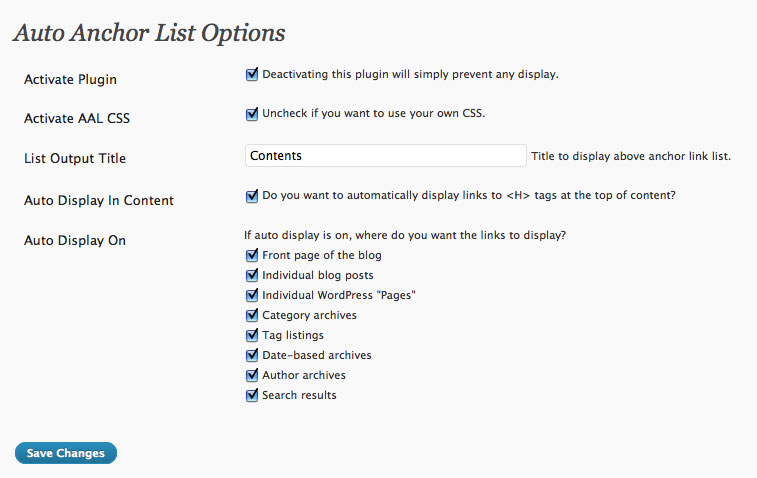 Auto Anchor List Options
Activate Plugin Deactivating this plugin will simply prevent any display.
Activate AAL CSS Uncheck if you want to use your own CSS.
List Output Title Contents Title to display above anchor link list.
Auto Display In Content Do you want to automatically display links to <H> tags at the top of content?
Auto Display On If auto display is on, where do you want the links to display?
Front page of the blog
Individual blog posts
Individual WordPress "Pages"
Category archives
Tag listings
Date-based archives
Author archives
Search results
Save Changes